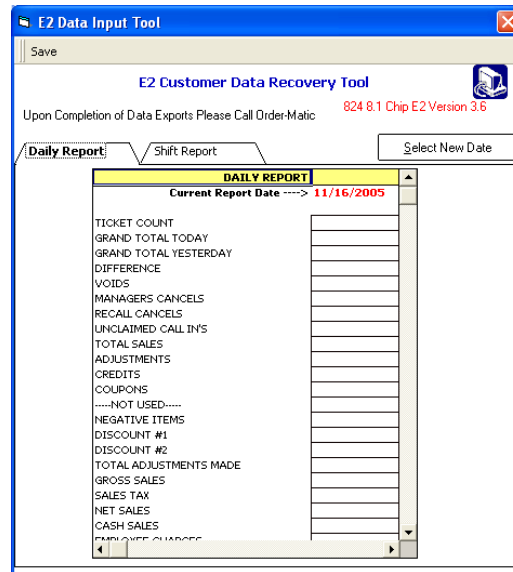 E2 Data Input Tool
Save
E2 Customer Data Recovery Tool
824 8.1 Chip E2 Version 3.6
Upon Completion of Data Exports Please Call Order-Matic
Daily Report
Shift Report
Select New Date
DAILY REPORT
Current Report Date ----> 11/16/2005
TICKET COUNT
GRAND TOTAL TODAY
GRAND TOTAL YESTERDAY
DIFFERENCE
VOIDS
MANAGERS CANCELS
RECALL CANCELS
UNCLAIMED CALL IN'S
TOTAL SALES
ADJUSTMENTS
CREDITS
COUPONS
-----NOT USED-----
NEGATIVE ITEMS
DISCOUNT #1
DISCOUNT #2
TOTAL ADJUSTMENTS MADE
GROSS SALES
SALES TAX
NET SALES
CASH SALES
EMPLOYEE CHARGES